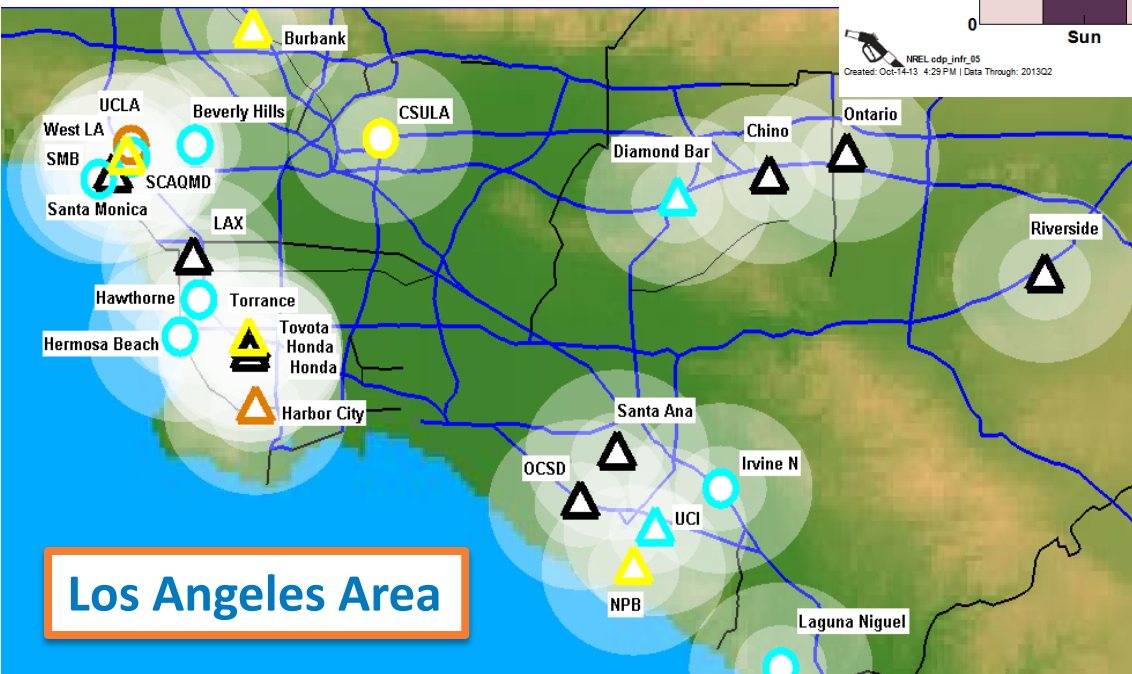 0
Sun
NREL cdp_infr_05
Created: Oct-14-13 4:29 PM | Data Through: 2013Q2
Burbank
UCLA
Beverly Hills
CSULA
Ontario
West LA
Chino
Diamond Bar
SMB
SCAQMD
Santa Monica
LAX
Riverside
Hawthorne
Torrance
Tovota
Hermosa Beach
Honda
Honda
Harbor City
Santa Ana
OCSD
Irvine N
UCI
Los Angeles Area
NPB
Laguna Niguel